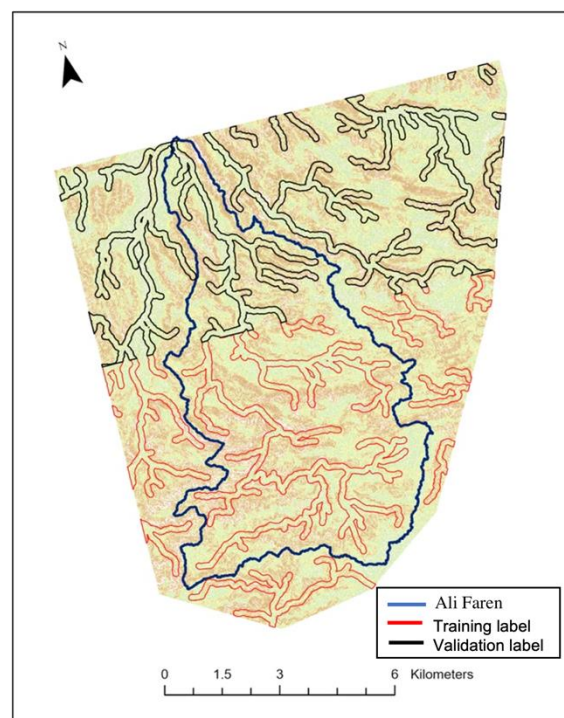 N
Ali Faren
Training label
Validation label
0 1.5 3 6 Kilometers